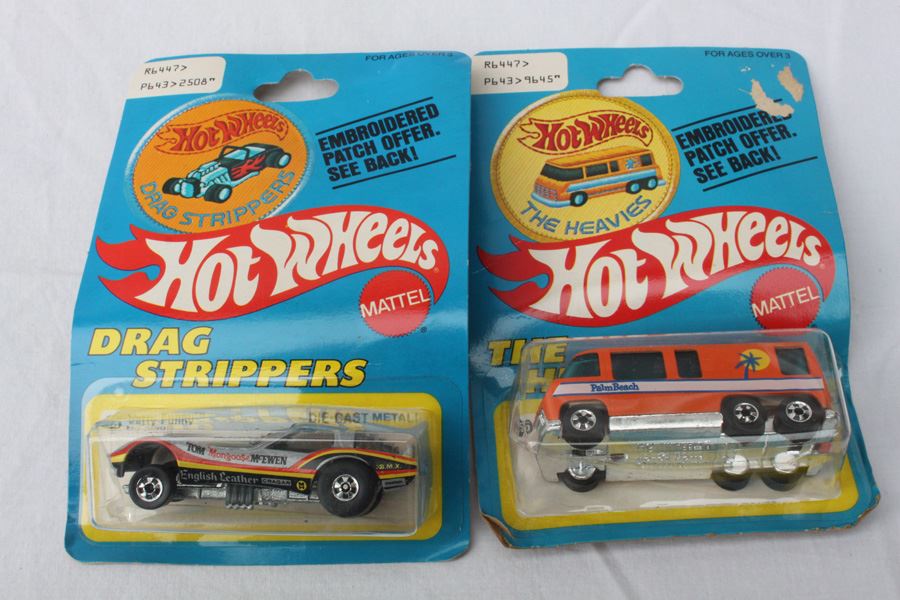 FOR AGES OVER 3
R6447>
P643>2508"
HOT WHEELS
DRAG STRIPPERS
EMBROIDERED
PATCH OFFER.
SEE BACK!
HOT WHEELS
MATTEL
DRAG
STRIPPERS
DIE-CAST METAL
TOM Mongoose McEWEN
English Leather
CRAGAR
FOR AGES OVER 3
R6447>
P643>9645"
HOT WHEELS
THE HEAVIES
EMBROIDERED
PATCH OFFER.
SEE BACK!
HOT WHEELS
MATTEL
THE
Palm Beach